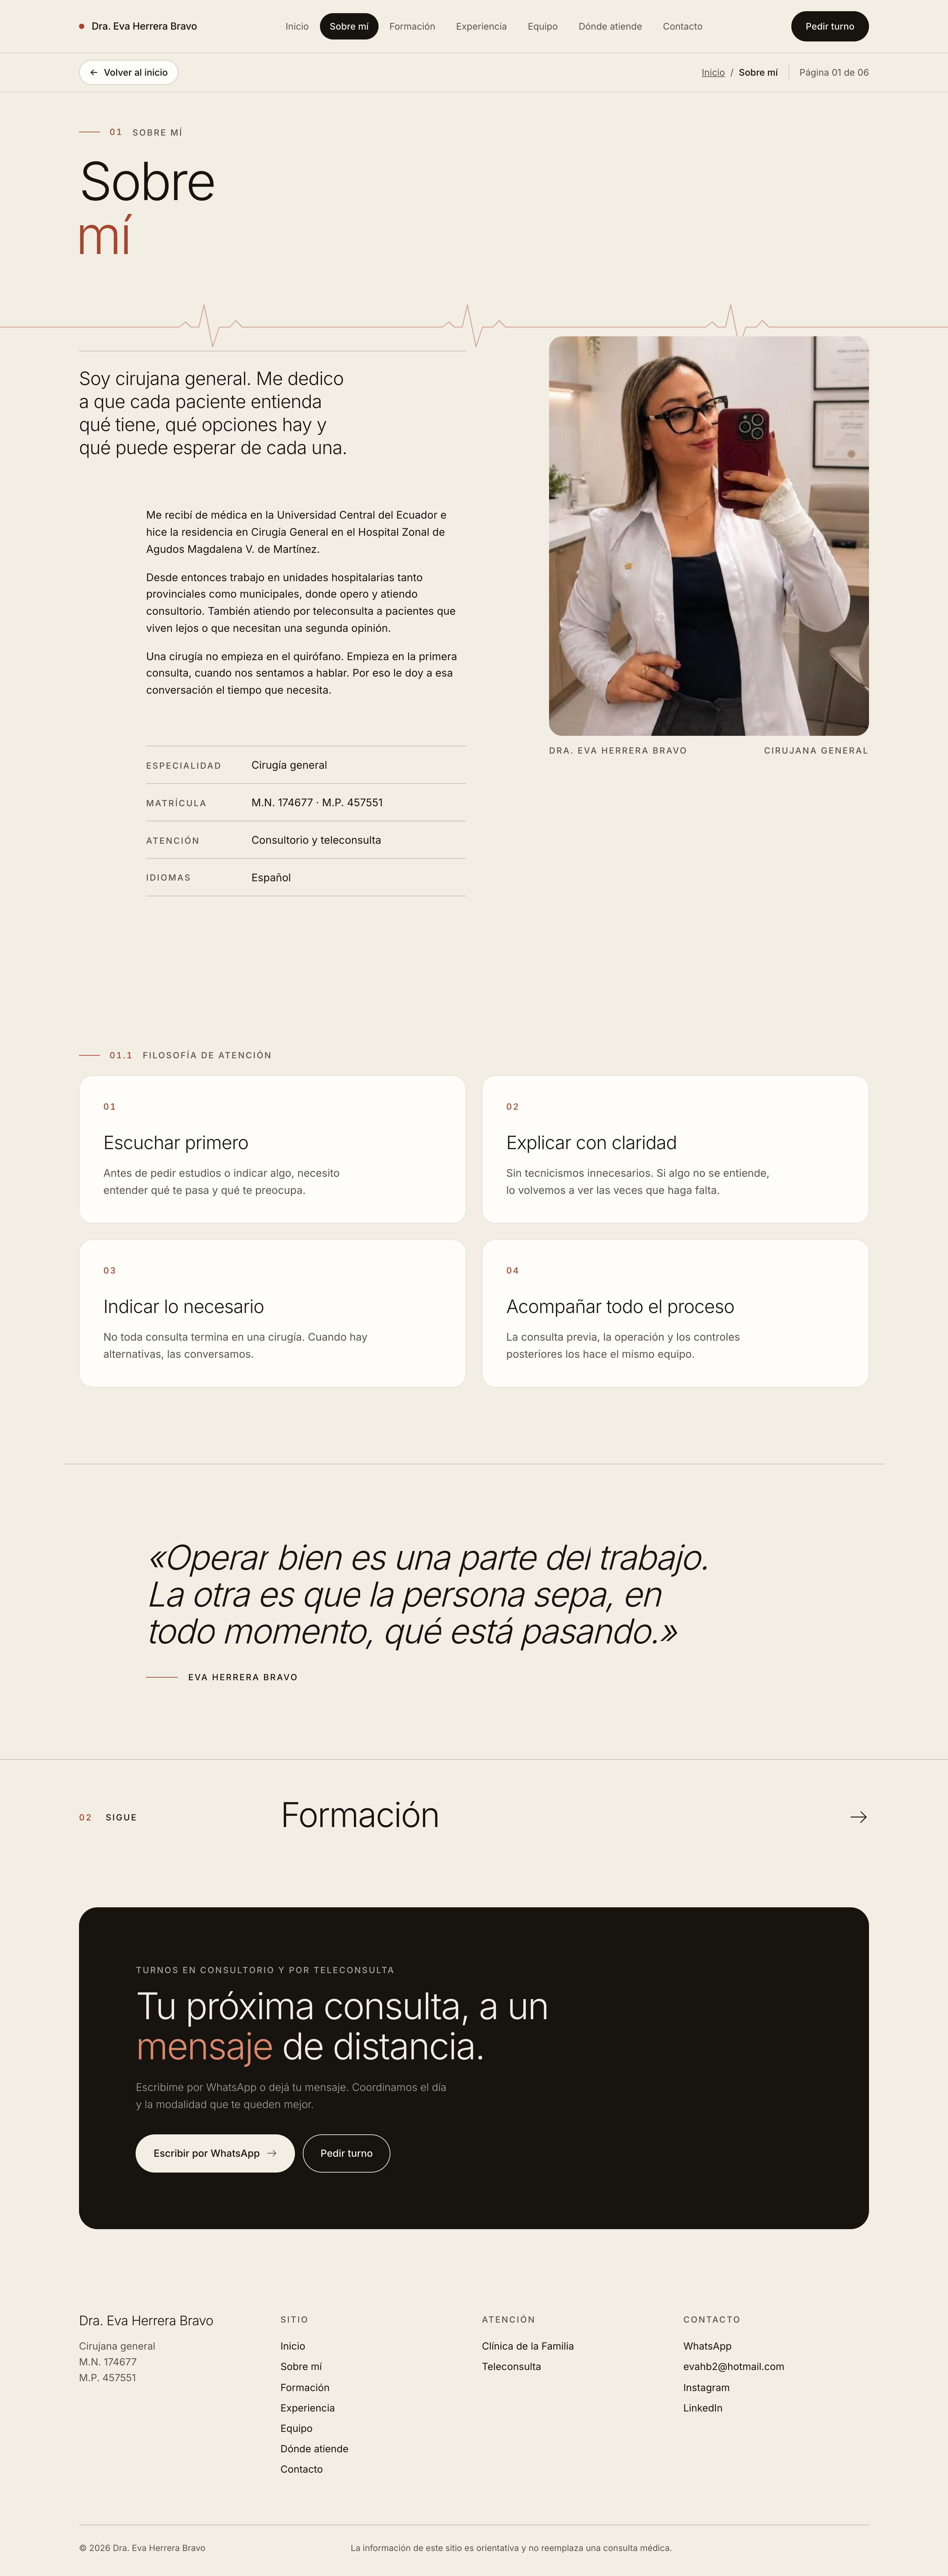 Dra. Eva Herrera Bravo
Inicio
Sobre mí
Formación
Experiencia
Equipo
Dónde atiende
Contacto
Pedir turno
← Volver al inicio
Inicio / Sobre mí
Página 01 de 06
01 SOBRE MÍ
Sobre
mí
Soy cirujana general. Me dedico
a que cada paciente entienda
qué tiene, qué opciones hay y
qué puede esperar de cada una.
Me recibí de médica en la Universidad Central del Ecuador e
hice la residencia en Cirugía General en el Hospital Zonal de
Agudos Magdalena V. de Martínez.
Desde entonces trabajo en unidades hospitalarias tanto
provinciales como municipales, donde opero y atiendo
consultorio. También atiendo por teleconsulta a pacientes que
viven lejos o que necesitan una segunda opinión.
Una cirugía no empieza en el quirófano. Empieza en la primera
consulta, cuando nos sentamos a hablar. Por eso le doy a esa
conversación el tiempo que necesita.
DRA. EVA HERRERA BRAVO
CIRUJANA GENERAL
ESPECIALIDAD Cirugía general
MATRÍCULA M.N. 174677 · M.P. 457551
ATENCIÓN Consultorio y teleconsulta
IDIOMAS Español
01.1 FILOSOFÍA DE ATENCIÓN
01
Escuchar primero
Antes de pedir estudios o indicar algo, necesito
entender qué te pasa y qué te preocupa.
02
Explicar con claridad
Sin tecnicismos innecesarios. Si algo no se entiende,
lo volvemos a ver las veces que haga falta.
03
Indicar lo necesario
No toda consulta termina en una cirugía. Cuando hay
alternativas, las conversamos.
04
Acompañar todo el proceso
La consulta previa, la operación y los controles
posteriores los hace el mismo equipo.
«Operar bien es una parte del trabajo.
La otra es que la persona sepa, en
todo momento, qué está pasando.»
EVA HERRERA BRAVO
02 SIGUE
Formación
→
TURNOS EN CONSULTORIO Y POR TELECONSULTA
Tu próxima consulta, a un
mensaje de distancia.
Escribime por WhatsApp o dejá tu mensaje. Coordinamos el día
y la modalidad que te queden mejor.
Escribir por WhatsApp →
Pedir turno
Dra. Eva Herrera Bravo
Cirujana general
M.N. 174677
M.P. 457551
SITIO
Inicio
Sobre mí
Formación
Experiencia
Equipo
Dónde atiende
Contacto
ATENCIÓN
Clínica de la Familia
Teleconsulta
CONTACTO
WhatsApp
evahb2@hotmail.com
Instagram
LinkedIn
© 2026 Dra. Eva Herrera Bravo
La información de este sitio es orientativa y no reemplaza una consulta médica.